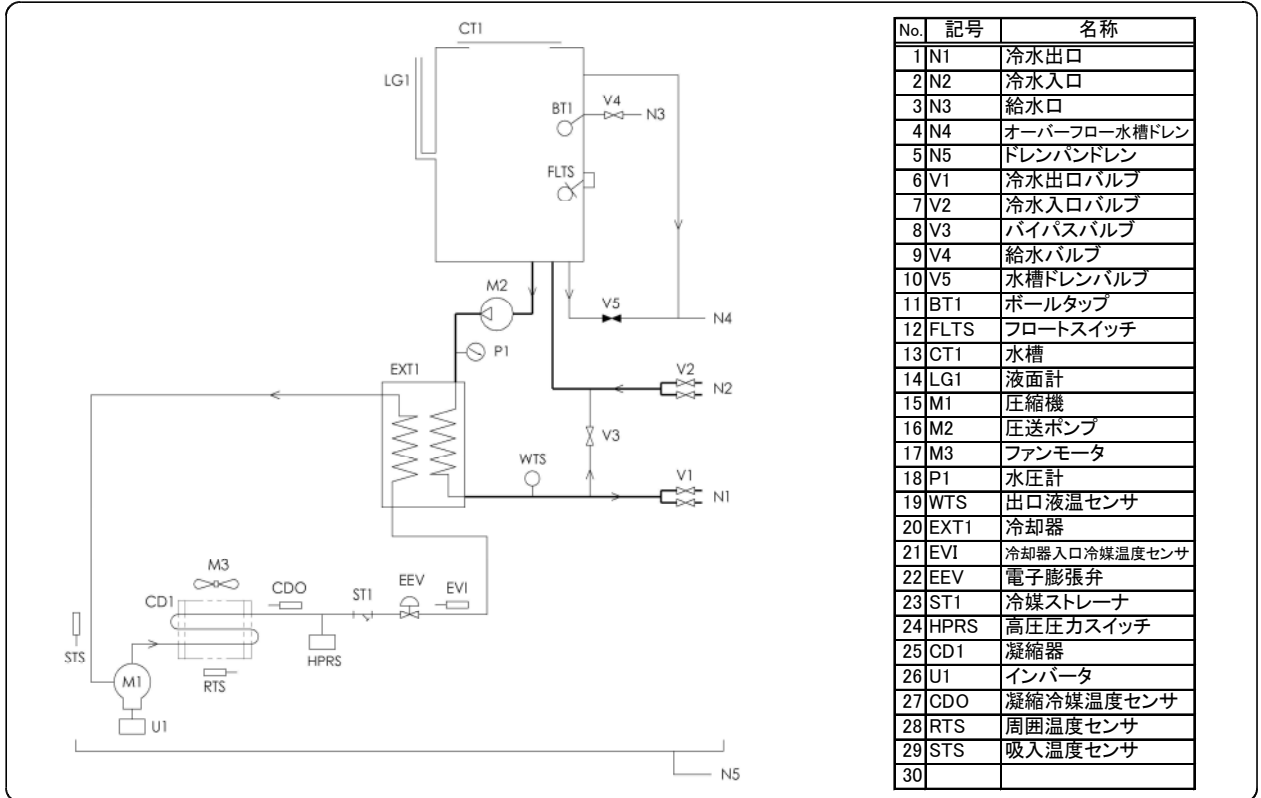 CT1
LG1
BT1
V4
N3
FLTS
M2
V5
N4
P1
EXT1
V2
N2
V3
WTS
V1
N1
M3
CD1
CDO
ST1
EEV
EVI
STS
RTS
HPRS
M1
U1
N5
No. 記号 名称
1 N1 冷水出口
2 N2 冷水入口
3 N3 給水口
4 N4 オーバーフロー水槽ドレン
5 N5 ドレンパンドレン
6 V1 冷水出口バルブ
7 V2 冷水入口バルブ
8 V3 バイパスバルブ
9 V4 給水バルブ
10 V5 水槽ドレンバルブ
11 BT1 ボールタップ
12 FLTS フロートスイッチ
13 CT1 水槽
14 LG1 液面計
15 M1 圧縮機
16 M2 圧送ポンプ
17 M3 ファンモータ
18 P1 水圧計
19 WTS 出口液温センサ
20 EXT1 冷却器
21 EVI 冷却器入口冷媒温度センサ
22 EEV 電子膨張弁
23 ST1 冷媒ストレーナ
24 HPRS 高圧圧力スイッチ
25 CD1 凝縮器
26 U1 インバータ
27 CDO 凝縮冷媒温度センサ
28 RTS 周囲温度センサ
29 STS 吸入温度センサ
30